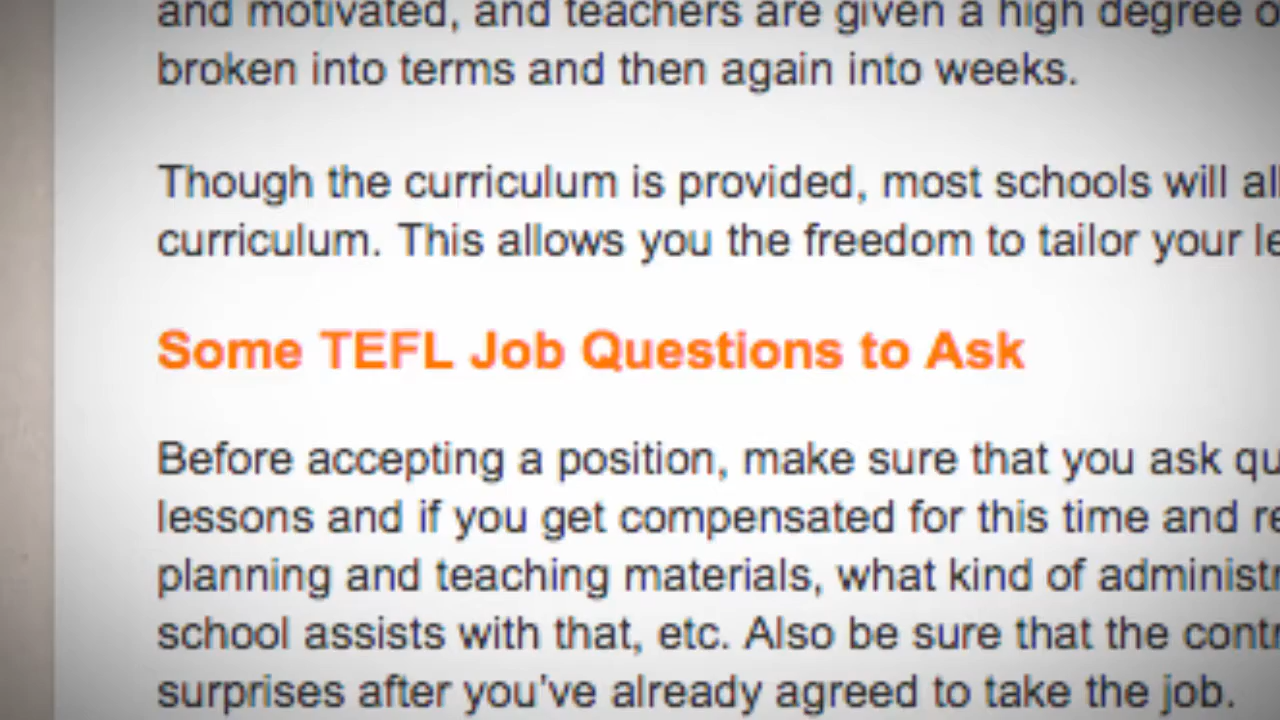 and motivated, and teachers are given a high degree
broken into terms and then again into weeks.
Though the curriculum is provided, most schools will
curriculum. This allows you the freedom to tailor your
Some TEFL Job Questions to Ask
Before accepting a position, make sure that you ask
lessons and if you get compensated for this time and
planning and teaching materials, what kind of
school assists with that, etc. Also be sure that the
surprises after you've already agreed to take the job.